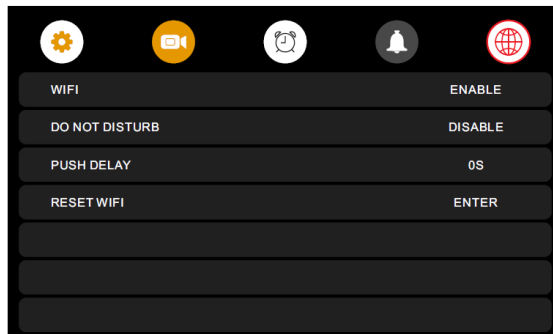 WIFI ENABLE
DO NOT DISTURB DISABLE
PUSH DELAY 0S
RESET WIFI ENTER